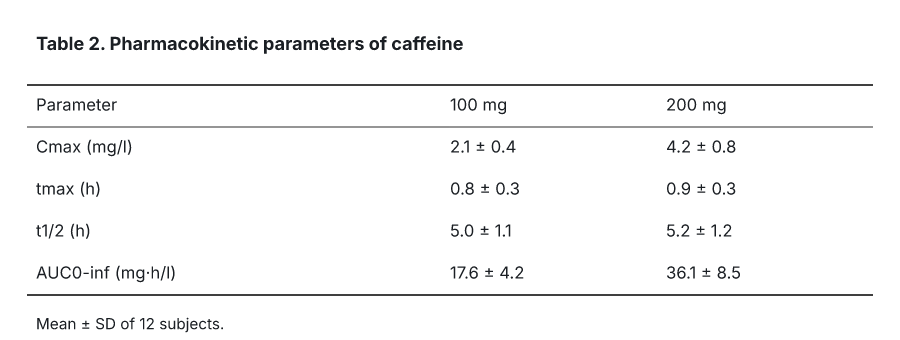 Table 2. Pharmacokinetic parameters of caffeine
Parameter 100 mg 200 mg
Cmax (mg/l) 2.1 ± 0.4 4.2 ± 0.8
tmax (h) 0.8 ± 0.3 0.9 ± 0.3
t1/2 (h) 5.0 ± 1.1 5.2 ± 1.2
AUC0-inf (mg·h/l) 17.6 ± 4.2 36.1 ± 8.5
Mean ± SD of 12 subjects.